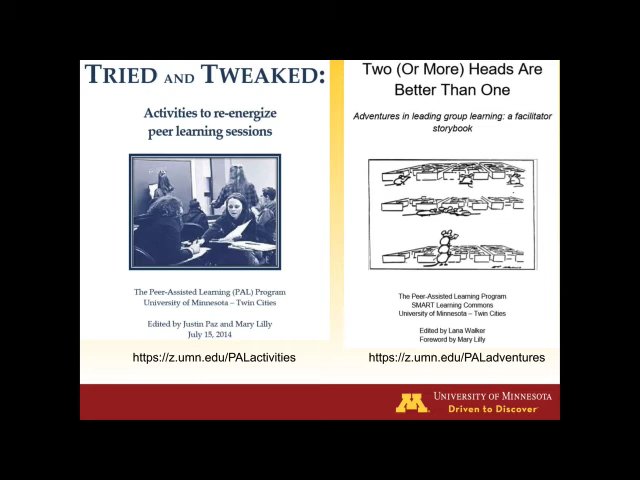 TRIED AND TWEAKED:
Activities to re-energize
peer learning sessions
The Peer-Assisted Learning (PAL) Program
University of Minnesota – Twin Cities
Edited by Justin Paz and Mary Lilly
July 15, 2014
https://z.umn.edu/PALactivities
Two (Or More) Heads Are
Better Than One
Adventures in leading group learning: a facilitator
storybook
The Peer-Assisted Learning Program
SMART Learning Commons
University of Minnesota – Twin Cities
Edited by Lana Walker
Foreword by Mary Lilly
https://z.umn.edu/PALadventures
UNIVERSITY OF MINNESOTA
Driven to Discover